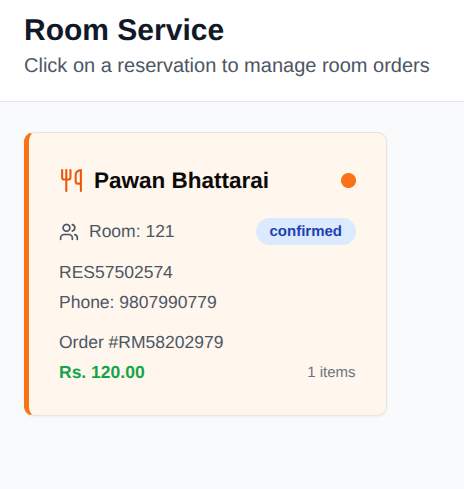 Room Service
Click on a reservation to manage room orders
Pawan Bhattarai
Room: 121 confirmed
RES57502574
Phone: 9807990779
Order #RM58202979
Rs. 120.00 1 items